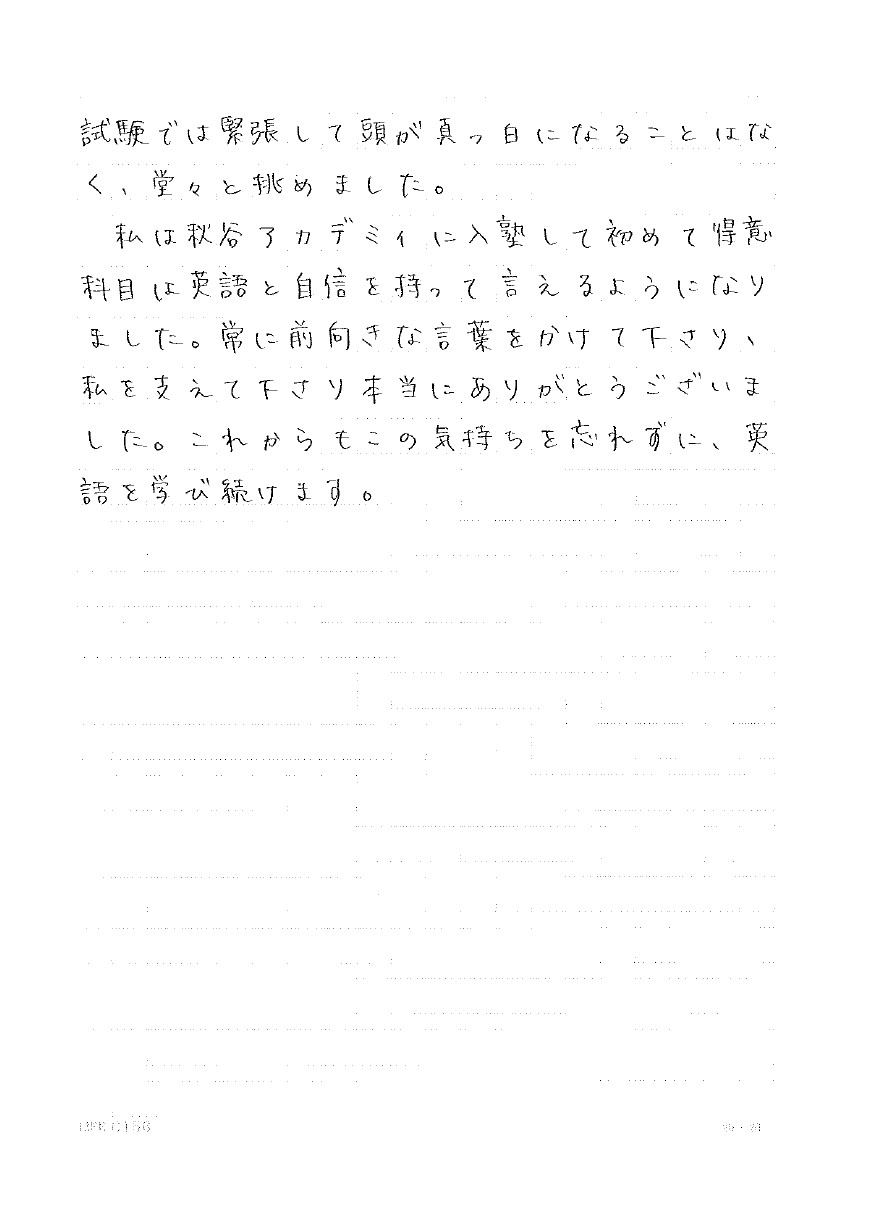 試験では緊張して頭が真っ白になることはな
く、堂々と挑めました。
私は秋谷アカデミィに入塾して初めて得意
科目は英語と自信を持って言えるようになり
ました。常に前向きな言葉をかけて下さり、
私を支えて下さり本当にありがとうございま
した。これからもこの気持ちを忘れずに、英
語を学び続けます。
LIFE C156